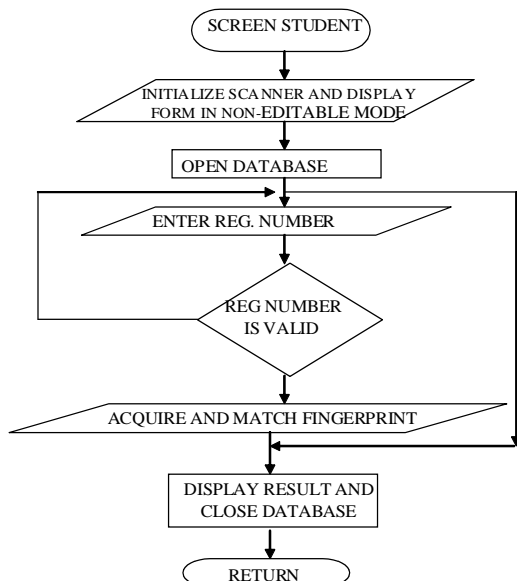 SCREEN STUDENT
INITIALIZE SCANNER AND DISPLAY
FORM IN NON-EDITABLE MODE
OPEN DATABASE
ENTER REG. NUMBER
REG NUMBER
IS VALID
ACQUIRE AND MATCH FINGERPRINT
DISPLAY RESULT AND
CLOSE DATABASE
RETURN